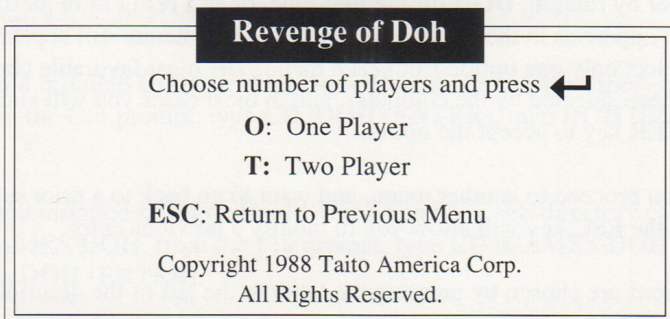 Revenge of Doh
Choose number of players and press
O: One Player
T: Two Player
ESC: Return to Previous Menu
Copyright 1988 Taito America Corp.
All Rights Reserved.